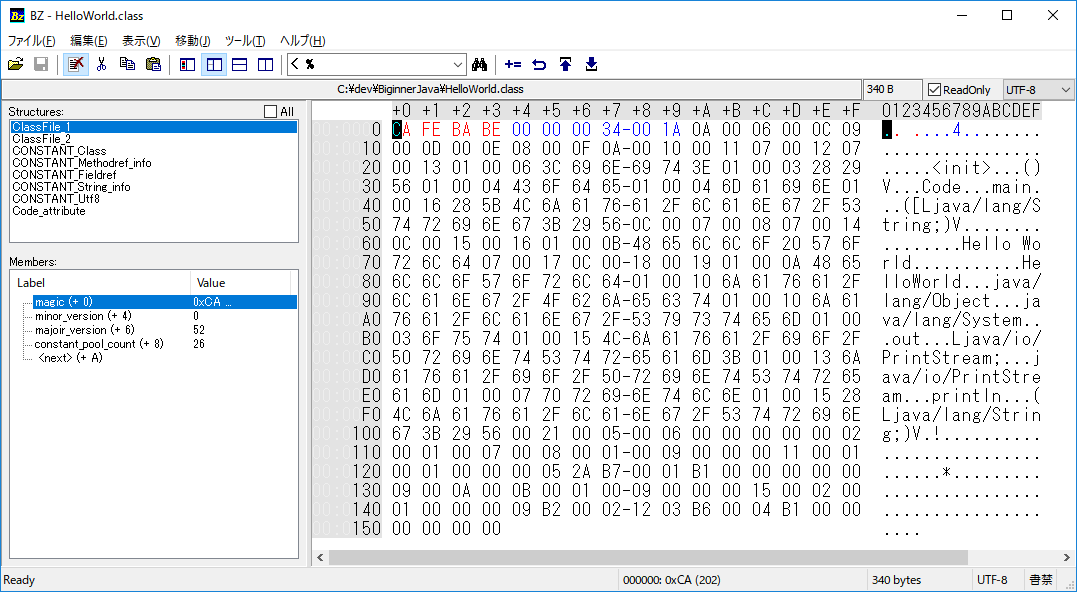 BZ - HelloWorld.class
ファイル(F) 編集(E) 表示(V) 移動(J) ツール(T) ヘルプ(H)
< %
C:¥dev¥BiginnerJava¥HelloWorld.class 340 B ReadOnly UTF-8
Structures: All
ClassFile_1
ClassFile_2
CONSTANT_Class
CONSTANT_Methodref_info
CONSTANT_Fieldref
CONSTANT_String_info
CONSTANT_Utf8
Code_attribute
Members:
Label Value
magic (+ 0) 0xCA ...
minor_version (+ 4) 0
majoir_version (+ 6) 52
constant_pool_count (+ 8) 26
<next> (+ A)
+0 +1 +2 +3 +4 +5 +6 +7 +8 +9 +A +B +C +D +E +F 0123456789ABCDEF
0 CA FE BA BE 00 00 00 34-00 1A 0A 00 06 00 0C 09 .......4........
10 00 0D 00 0E 08 00 0F 0A-00 10 00 11 07 00 12 07 ................
20 00 13 01 00 06 3C 69 6E-69 74 3E 01 00 03 28 29 .....<init>...()
30 56 01 00 04 43 6F 64 65-01 00 04 6D 61 69 6E 01 V...Code...main.
40 00 16 28 5B 4C 6A 61 76-61 2F 6C 61 6E 67 2F 53 ..([Ljava/lang/S
50 74 72 69 6E 67 3B 29 56-0C 00 07 00 08 07 00 14 tring;)V........
60 0C 00 15 00 16 01 00 0B-48 65 6C 6C 6F 20 57 6F ........Hello Wo
70 72 6C 64 07 00 17 0C 00-18 00 19 01 00 0A 48 65 rld...........He
80 6C 6C 6F 57 6F 72 6C 64-01 00 10 6A 61 76 61 2F lloWorld...java/
90 6C 61 6E 67 2F 4F 62 6A-65 63 74 01 00 10 6A 61 lang/Object...ja
A0 76 61 2F 6C 61 6E 67 2F-53 79 73 74 65 6D 01 00 va/lang/System..
B0 03 6F 75 74 01 00 15 4C-6A 61 76 61 2F 69 6F 2F .out...Ljava/io/
C0 50 72 69 6E 74 53 74 72-65 61 6D 3B 01 00 13 6A PrintStream;...j
D0 61 76 61 2F 69 6F 2F 50-72 69 6E 74 53 74 72 65 ava/io/PrintStre
E0 61 6D 01 00 07 70 72 69-6E 74 6C 6E 01 00 15 28 am...println...(
F0 4C 6A 61 76 61 2F 6C 61-6E 67 2F 53 74 72 69 6E Ljava/lang/Strin
100 67 3B 29 56 00 21 00 05-00 06 00 00 00 00 00 02 g;)V.!..........
110 00 01 00 07 00 08 00 01-00 09 00 00 00 11 00 01 ................
120 00 01 00 00 00 05 2A B7-00 01 B1 00 00 00 00 00 ......*.........
130 09 00 0A 00 0B 00 01 00-09 00 00 00 15 00 02 00 ................
140 01 00 00 00 09 B2 00 02-12 03 B6 00 04 B1 00 00 ................
150 00 00 00 00 ....
Ready 000000: 0xCA (202) 340 bytes UTF-8 書禁